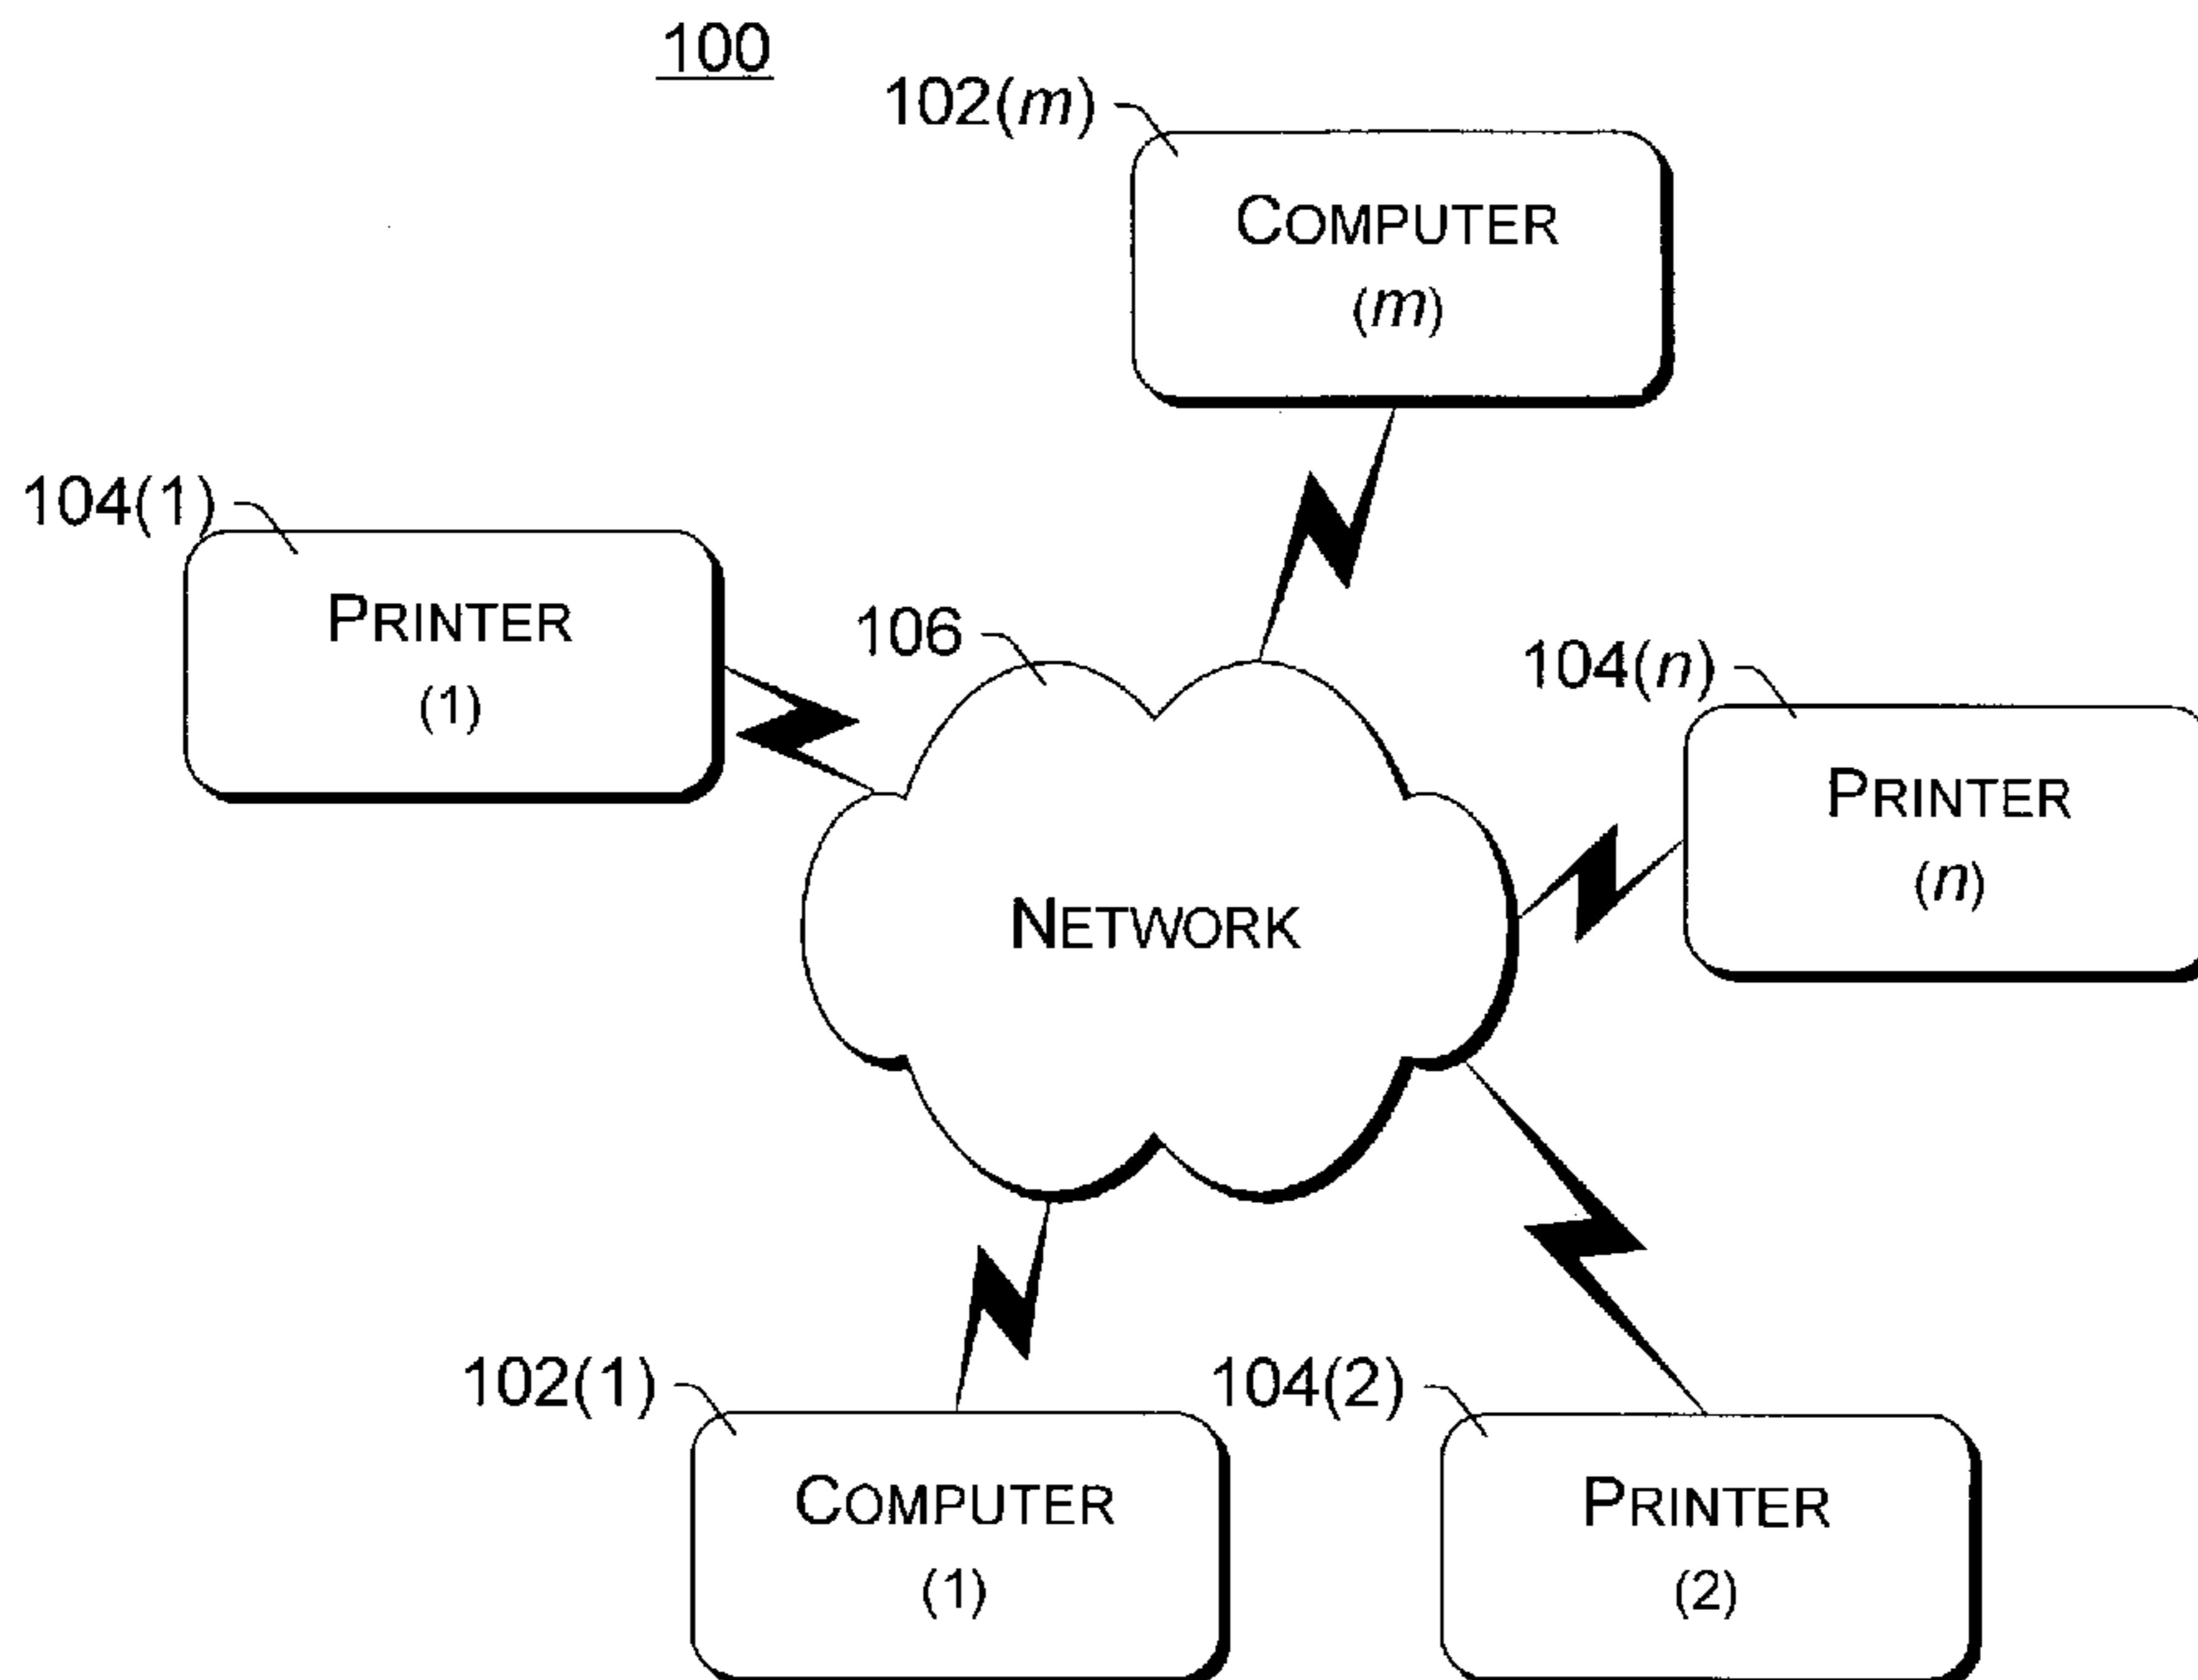 100
102(m)
COMPUTER
(m)
104(1)
PRINTER
(1)
106
104(n)
PRINTER
(n)
NETWORK
102(1)
COMPUTER
(1)
104(2)
PRINTER
(2)